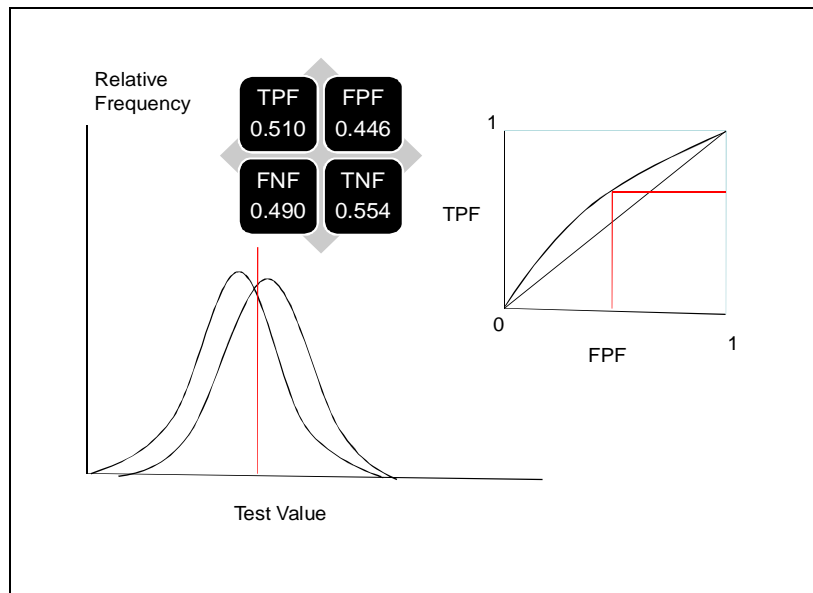 Relative
Frequency
TPF
0.510
FPF
0.446
FNF
0.490
TNF
0.554
Test Value
1
TPF
0
1
FPF